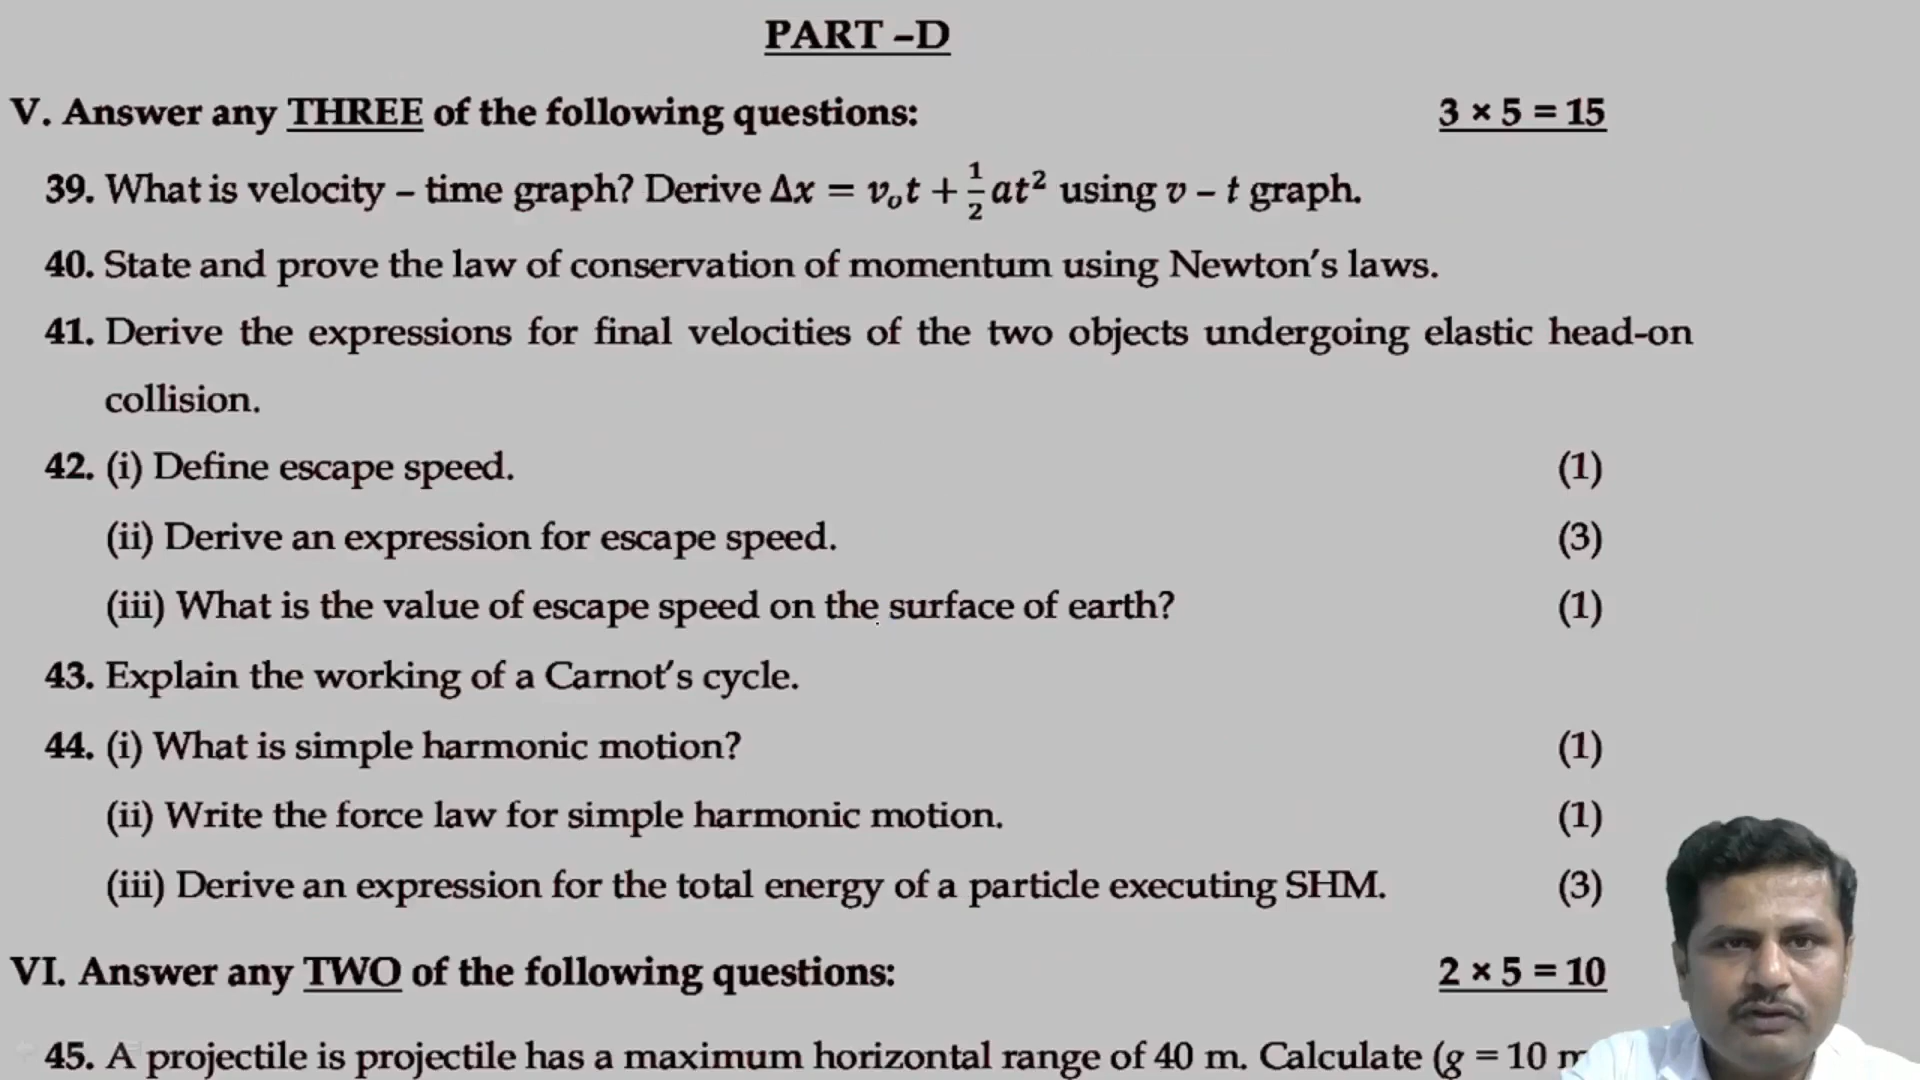 PART –D
V. Answer any THREE of the following questions: 3 × 5 = 15
39. What is velocity – time graph? Derive Δx = vₒt + ½ at² using v – t graph.
40. State and prove the law of conservation of momentum using Newton's laws.
41. Derive the expressions for final velocities of the two objects undergoing elastic head-on
collision.
42. (i) Define escape speed. (1)
(ii) Derive an expression for escape speed. (3)
(iii) What is the value of escape speed on the surface of earth? (1)
43. Explain the working of a Carnot's cycle.
44. (i) What is simple harmonic motion? (1)
(ii) Write the force law for simple harmonic motion. (1)
(iii) Derive an expression for the total energy of a particle executing SHM. (3)
VI. Answer any TWO of the following questions: 2 × 5 = 10
45. A projectile is projectile has a maximum horizontal range of 40 m. Calculate (g = 10